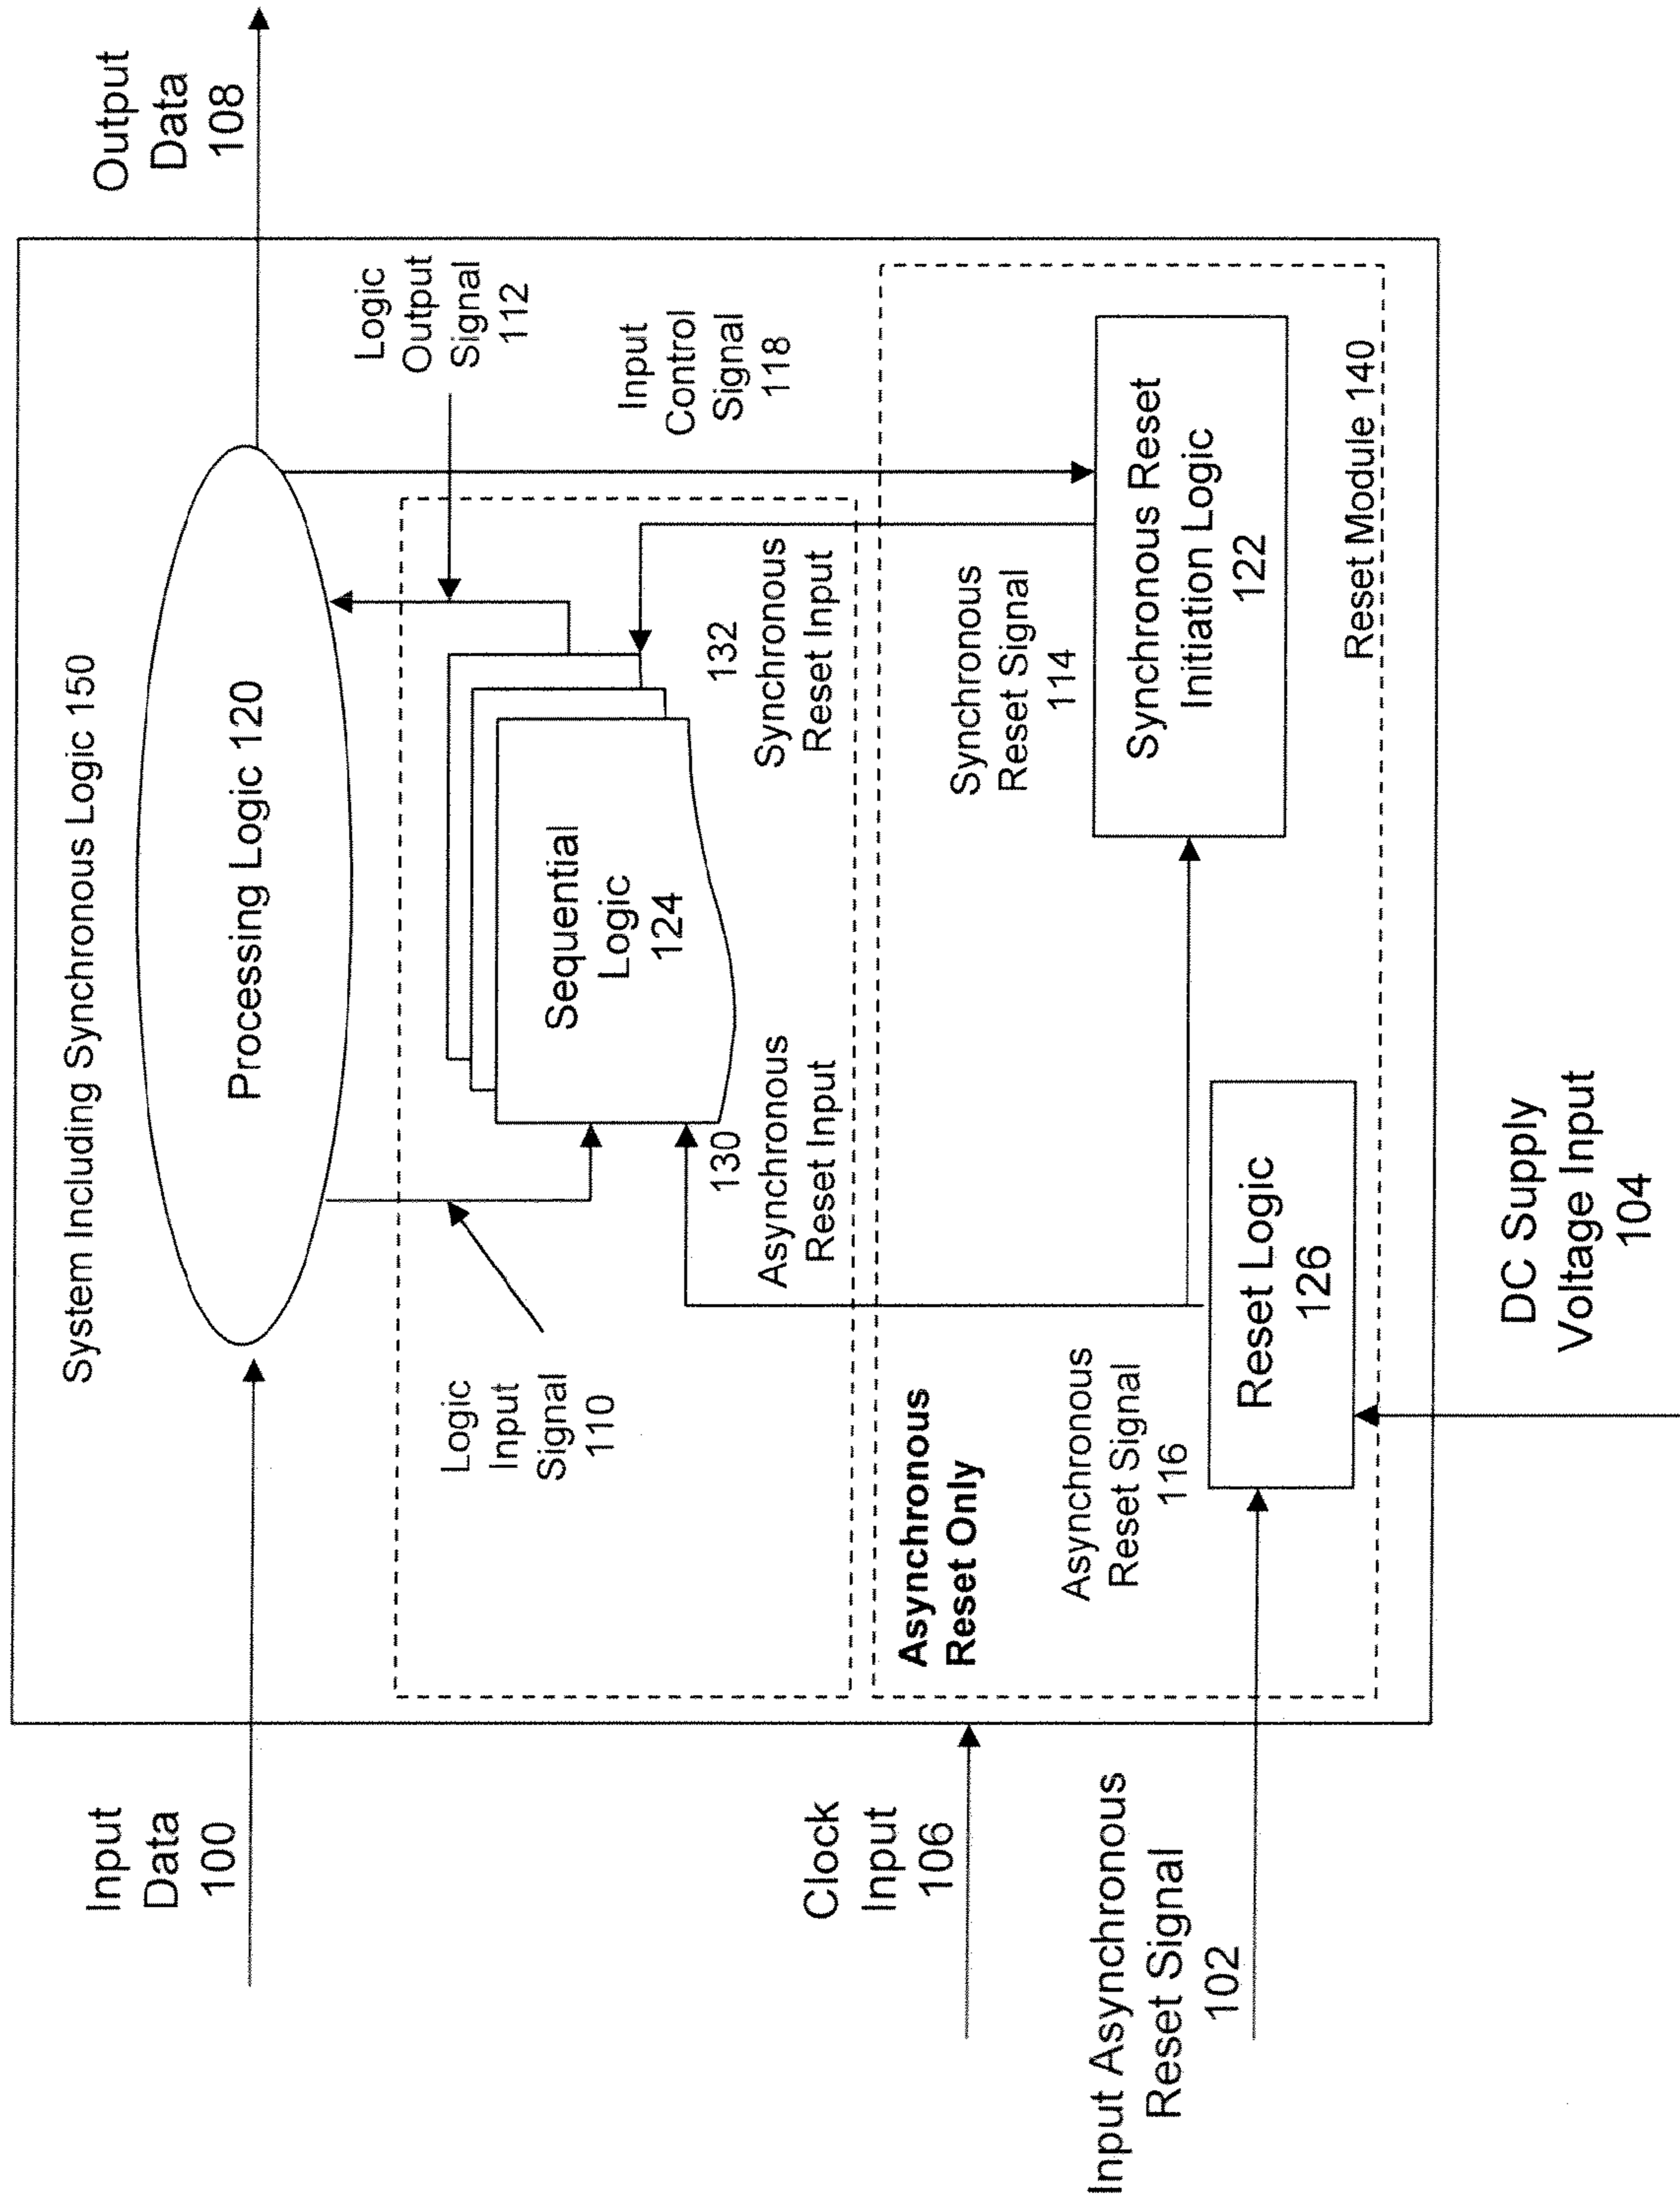 System Including Synchronous Logic 150
Input
Data
100
Output
Data
108
Processing Logic 120
Logic
Input
Signal
110
Logic
Output
Signal
112
Sequential
Logic
124
Input
Control
Signal
118
130
Asynchronous
Reset Input
132
Synchronous
Reset Input
Clock
Input
106
Asynchronous
Reset Only
Synchronous
Reset Signal
114
Asynchronous
Reset Signal
116
Synchronous Reset
Initiation Logic
122
Input Asynchronous
Reset Signal
102
Reset Logic
126
Reset Module 140
DC Supply
Voltage Input
104